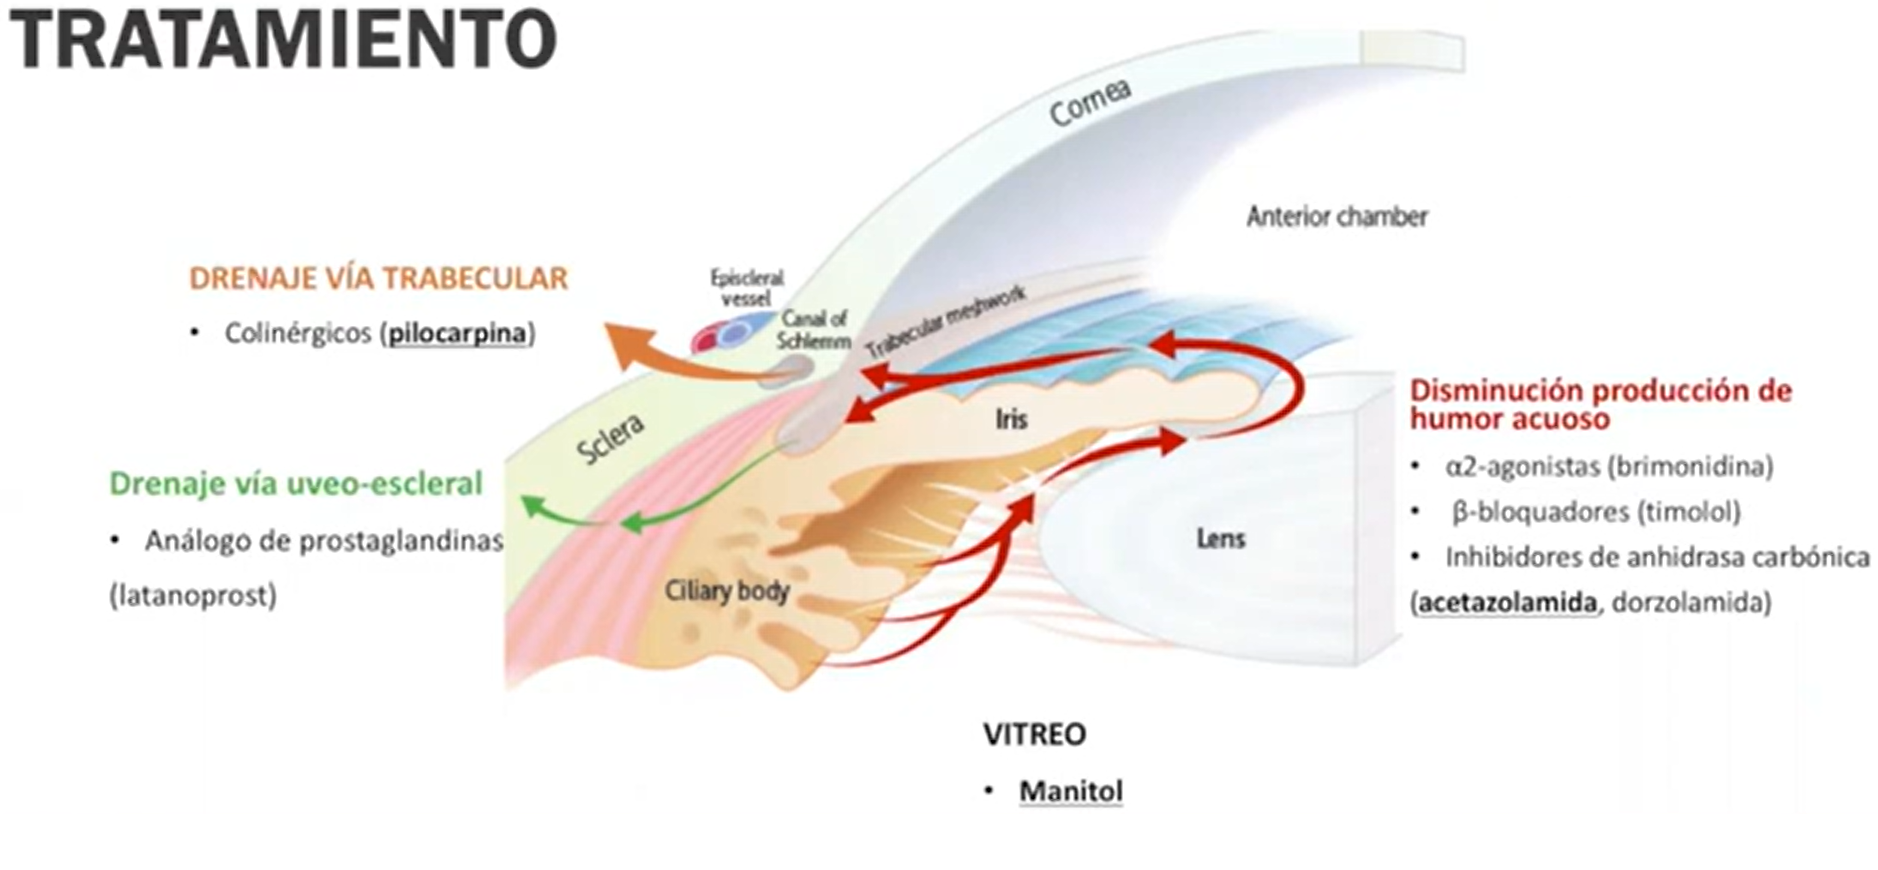 TRATAMIENTO
Cornea
Anterior chamber
DRENAJE VÍA TRABECULAR
• Colinérgicos (pilocarpina)
Episcleral
vessel
Canal of
Schlemm
Trabecular meshwork
Sclera
Iris
Disminución producción de
humor acuoso
• α2-agonistas (brimonidina)
• β-bloquadores (timolol)
• Inhibidores de anhidrasa carbónica
(acetazolamida, dorzolamida)
Drenaje vía uveo-escleral
• Análogo de prostaglandinas
(latanoprost)
Lens
Ciliary body
VITREO
• Manitol